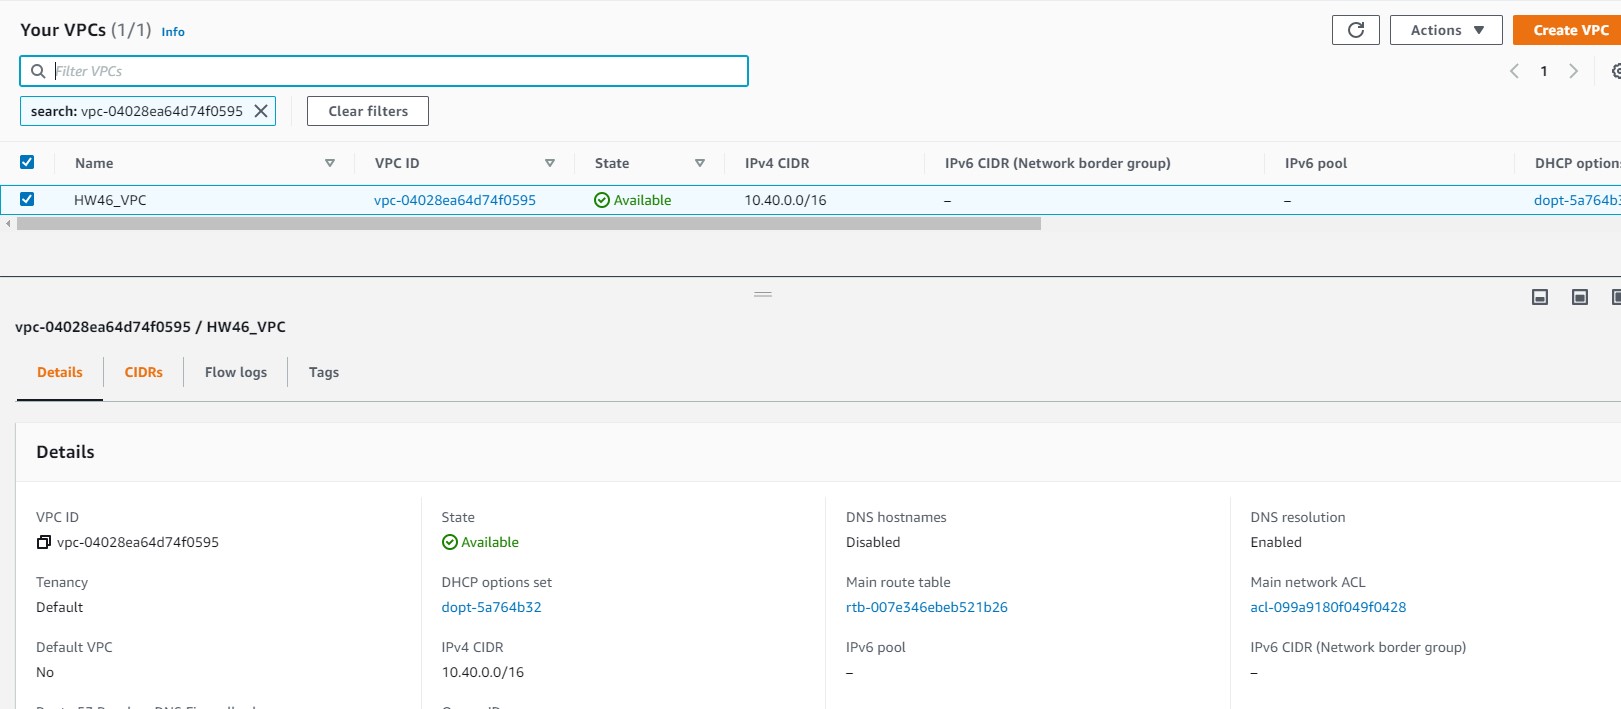 Your VPCs (1/1) Info
Actions
Create VPC
Filter VPCs
1
search: vpc-04028ea64d74f0595
Clear filters
Name VPC ID State IPv4 CIDR IPv6 CIDR (Network border group) IPv6 pool DHCP option
HW46_VPC vpc-04028ea64d74f0595 Available 10.40.0.0/16 – – dopt-5a764b
vpc-04028ea64d74f0595 / HW46_VPC
Details CIDRs Flow logs Tags
Details
VPC ID State DNS hostnames DNS resolution
vpc-04028ea64d74f0595 Available Disabled Enabled
Tenancy DHCP options set Main route table Main network ACL
Default dopt-5a764b32 rtb-007e346ebeb521b26 acl-099a9180f049f0428
Default VPC IPv4 CIDR IPv6 pool IPv6 CIDR (Network border group)
No 10.40.0.0/16 – –